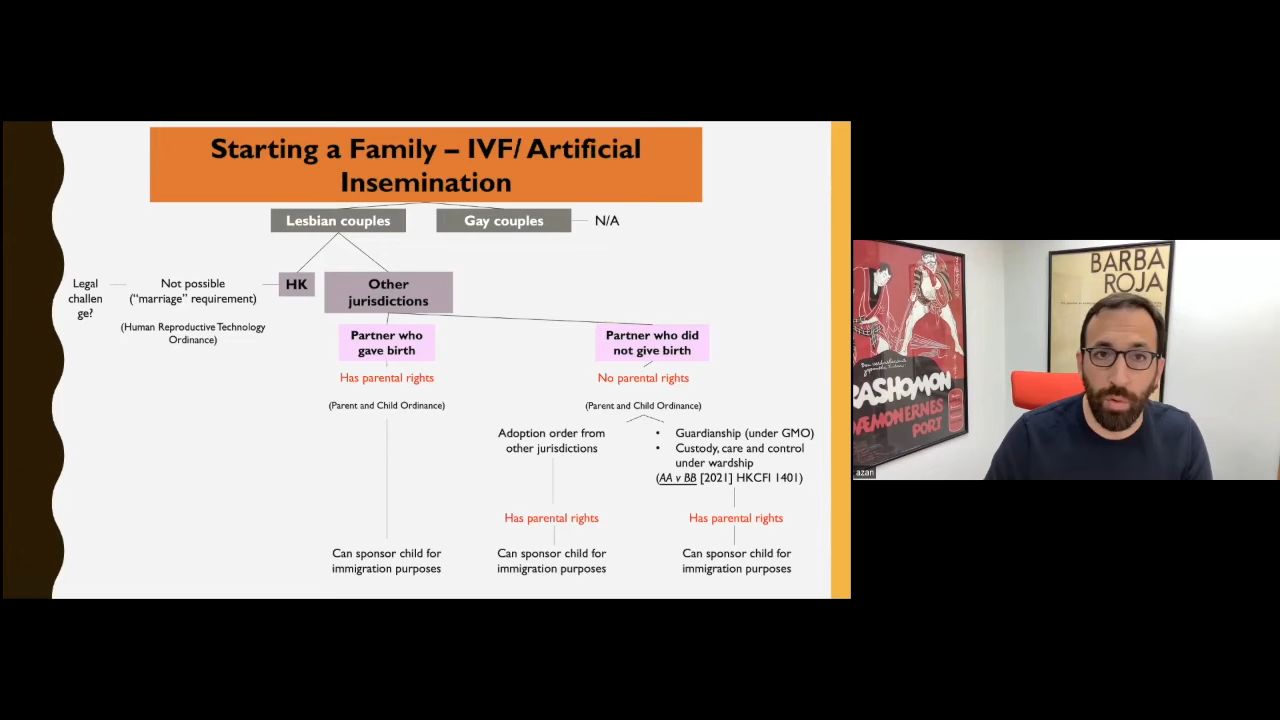 Starting a Family – IVF/ Artificial
Insemination
Lesbian couples
Gay couples
N/A
Legal
challen
ge?
Not possible
("marriage" requirement)
(Human Reproductive Technology
Ordinance)
HK
Other
jurisdictions
Partner who
gave birth
Has parental rights
(Parent and Child Ordinance)
Can sponsor child for
immigration purposes
Partner who did
not give birth
No parental rights
(Parent and Child Ordinance)
Adoption order from
other jurisdictions
Has parental rights
Can sponsor child for
immigration purposes
• Guardianship (under GMO)
• Custody, care and control
under wardship
(AA v BB [2021] HKCFI 1401)
Has parental rights
Can sponsor child for
immigration purposes
RASHOMON
PORT
BARBA
ROJA
azan